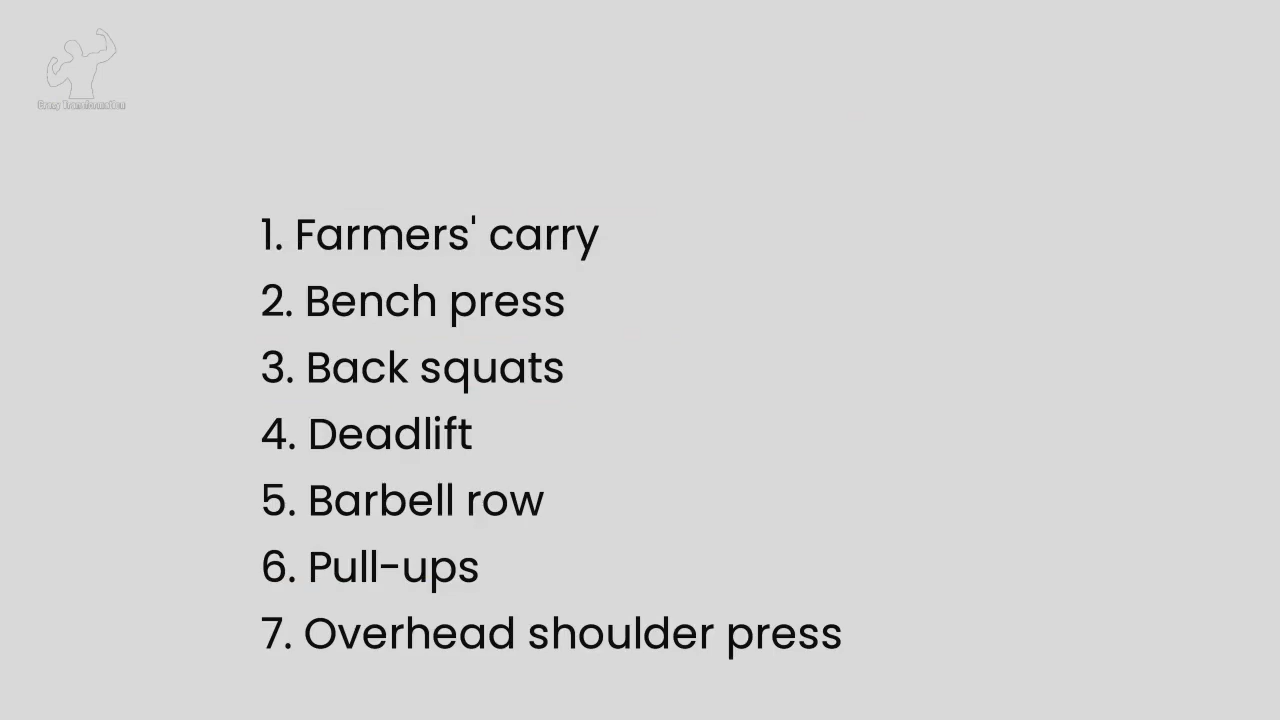 1. Farmers' carry
2. Bench press
3. Back squats
4. Deadlift
5. Barbell row
6. Pull-ups
7. Overhead shoulder press